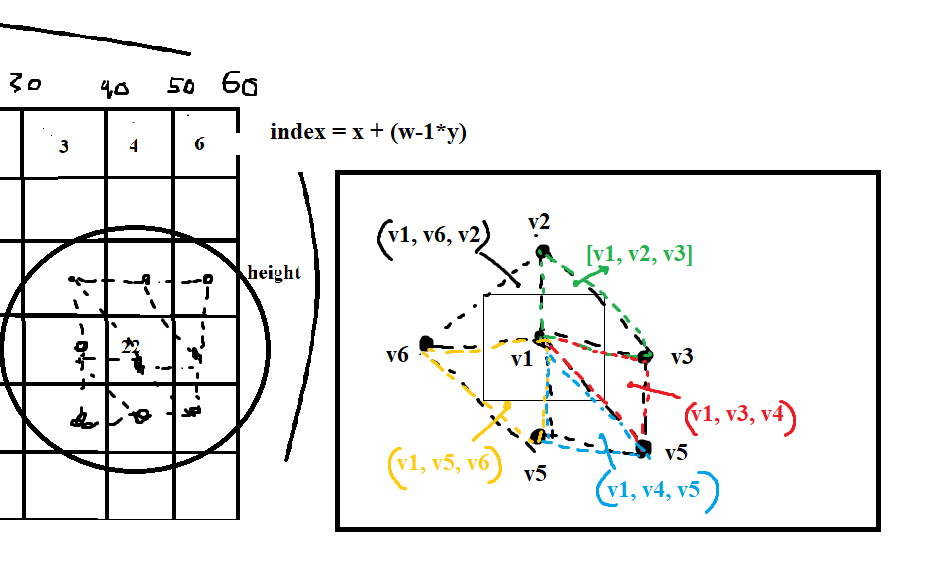 30 40 50 60
3 4 6
index = x + (w-1*y)
height
22
v2
(v1, v6, v2)
[v1, v2, v3]
v6
v1
v3
(v1, v3, v4)
(v1, v5, v6)
v5
v5
(v1, v4, v5)